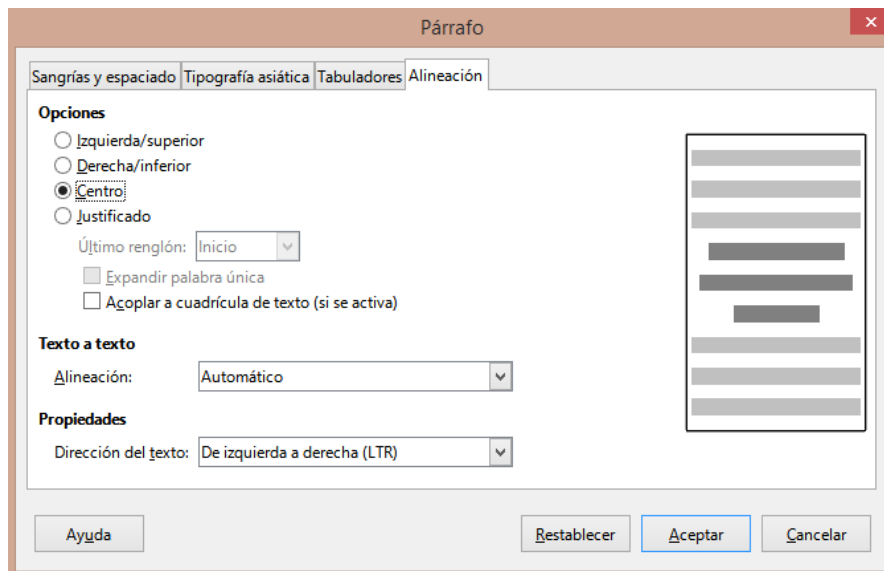 Párrafo
Sangrías y espaciado Tipografía asiática Tabuladores Alineación
Opciones
Izquierda/superior
Derecha/inferior
Centro
Justificado
Último renglón: Inicio
Expandir palabra única
Acoplar a cuadrícula de texto (si se activa)
Texto a texto
Alineación: Automático
Propiedades
Dirección del texto: De izquierda a derecha (LTR)
Ayuda Restablecer Aceptar Cancelar